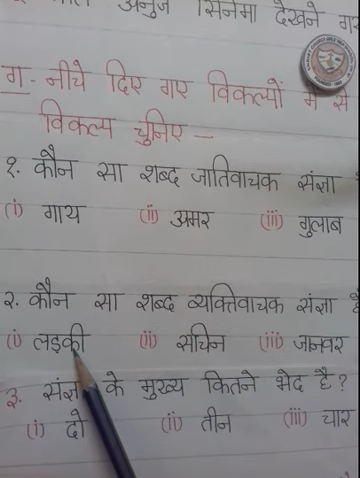 अनुज सिनेमा देखने
ग - नीचे दिए गए विकल्पों में से
विकल्प चुनिए -
१. कौन सा शब्द जातिवाचक संज्ञा
(i) गाय (ii) अमर (iii) गुलाब
२. कौन सा शब्द व्यक्तिवाचक संज्ञा
(i) लड़की (ii) सचिन (iii) जानवर
३. संज्ञा के मुख्य कितने भेद है?
(i) दो (ii) तीन (iii) चार